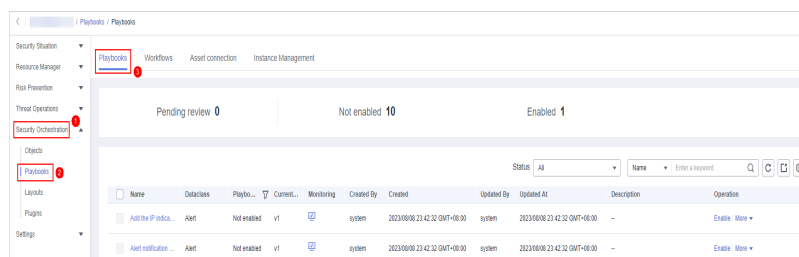 / Playbooks / Playbooks
Security Situation
Resource Manager
Risk Prevention
Threat Operations
Security Orchestration
1
Objects
Playbooks
2
Layouts
Plugins
Settings
Playbooks Workflows Asset connection Instance Management
3
Pending review 0 Not enabled 10 Enabled 1
Status All Name Enter a keyword.
Name Dataclass Playbo... Current... Monitoring Created By Created Updated By Updated At Description Operation
Add the IP indica... Alert Not enabled v1 system 2023/08/08 23:42:32 GMT+08:00 system 2023/08/08 23:42:32 GMT+08:00 -- Enable More
Alert notification ... Alert Not enabled v1 system 2023/08/08 23:42:32 GMT+08:00 system 2023/08/08 23:42:32 GMT+08:00 -- Enable More